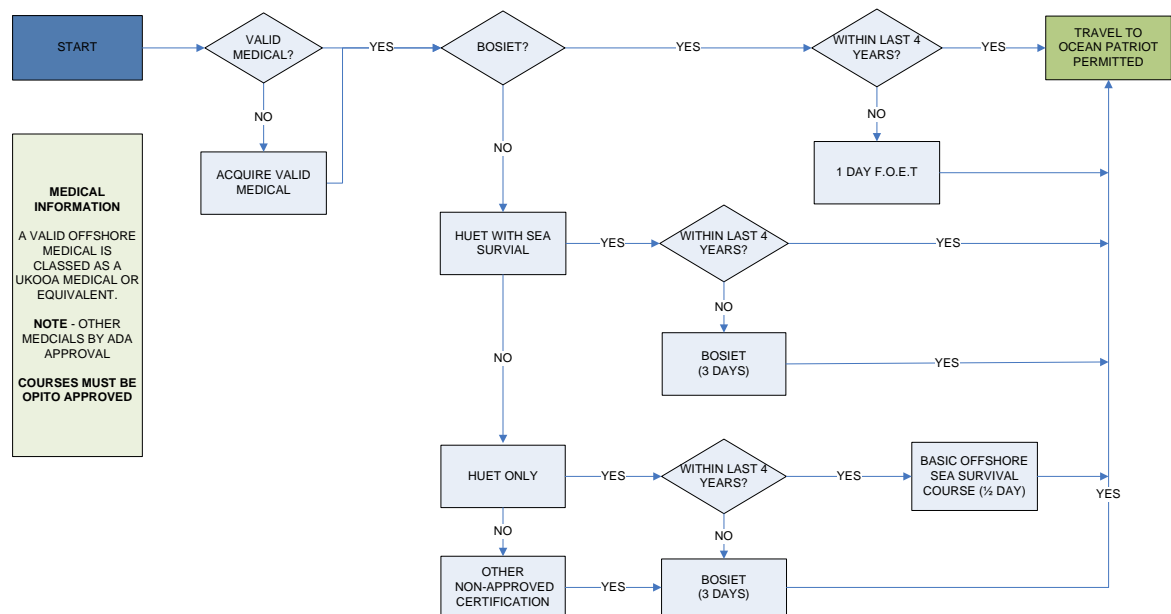 START
VALID
MEDICAL?
YES
BOSIET?
YES
WITHIN LAST 4
YEARS?
YES
TRAVEL TO
OCEAN PATRIOT
PERMITTED
NO
ACQUIRE VALID
MEDICAL
NO
NO
1 DAY F.O.E.T
MEDICAL
INFORMATION
A VALID OFFSHORE
MEDICAL IS
CLASSED AS A
UKOOA MEDICAL OR
EQUIVALENT.
NOTE - OTHER
MEDCIALS BY ADA
APPROVAL
COURSES MUST BE
OPITO APPROVED
HUET WITH SEA
SURVIAL
YES
WITHIN LAST 4
YEARS?
YES
NO
BOSIET
(3 DAYS)
YES
NO
HUET ONLY
YES
WITHIN LAST 4
YEARS?
YES
BASIC OFFSHORE
SEA SURVIVAL
COURSE (½ DAY)
YES
NO
NO
OTHER
NON-APPROVED
CERTIFICATION
YES
BOSIET
(3 DAYS)